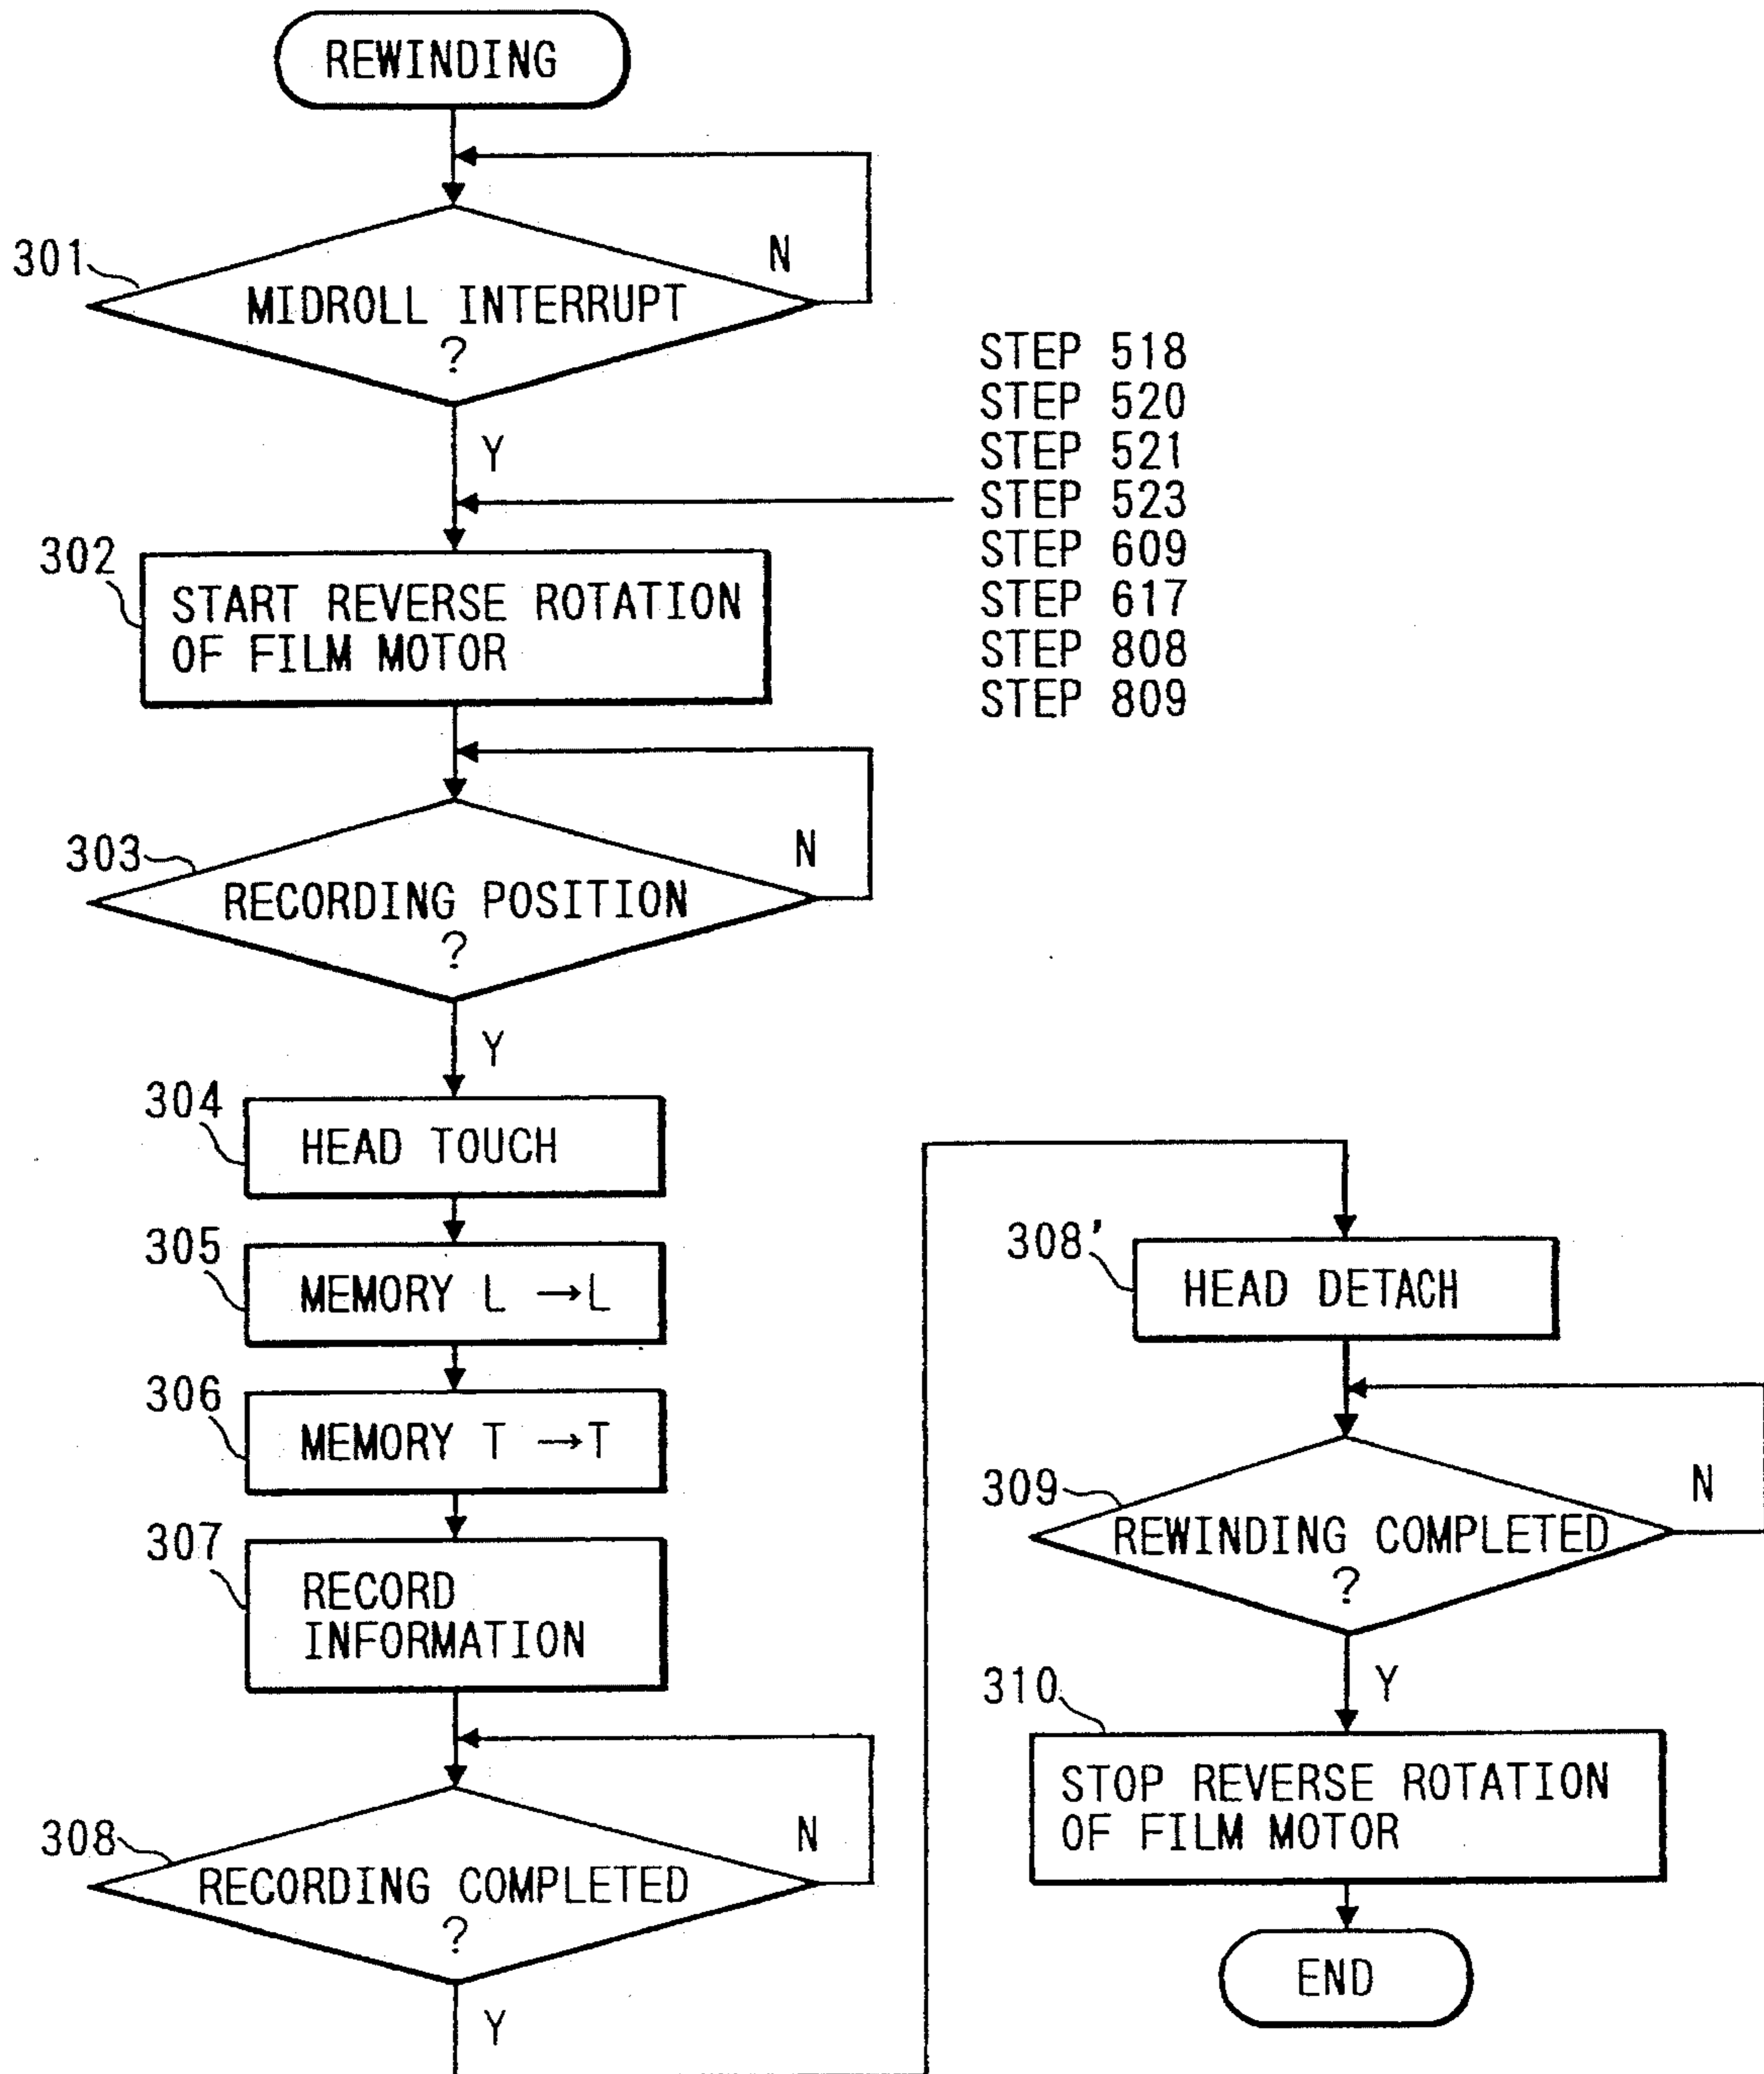 REWINDING
301
N
MIDROLL INTERRUPT
?
Y
STEP 518
STEP 520
STEP 521
STEP 523
STEP 609
STEP 617
STEP 808
STEP 809
302
START REVERSE ROTATION
OF FILM MOTOR
303
N
RECORDING POSITION
?
Y
304
HEAD TOUCH
305
MEMORY L →L
306
MEMORY T →T
307
RECORD
INFORMATION
308
N
RECORDING COMPLETED
?
Y
308'
HEAD DETACH
309
N
REWINDING COMPLETED
?
Y
310
STOP REVERSE ROTATION
OF FILM MOTOR
END